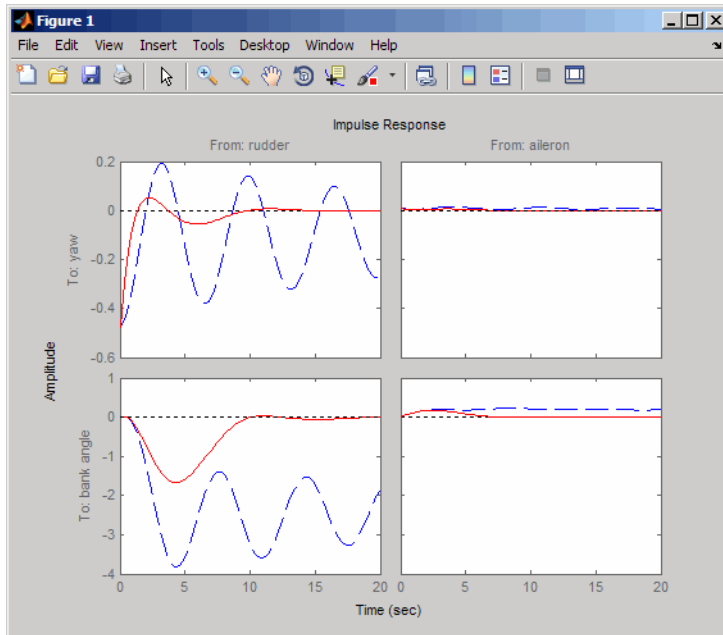 Figure 1
File Edit View Insert Tools Desktop Window Help
Impulse Response
From: rudder From: aileron
0.2
0
-0.2
-0.4
-0.6
To: yaw
Amplitude
1
0
-1
-2
-3
-4
To: bank angle
0 5 10 15 20
0 5 10 15 20
Time (sec)